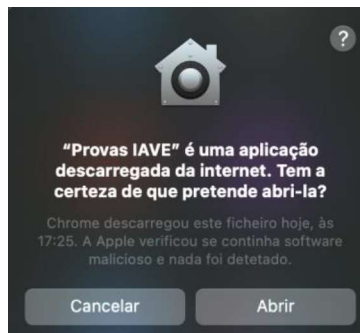 ?
“Provas IAVE” é uma aplicação
descarregada da internet. Tem a
certeza de que pretende abri-la?
Chrome descarregou este ficheiro hoje, às
17:25. A Apple verificou se continha software
malicioso e nada foi detetado.
Cancelar Abrir